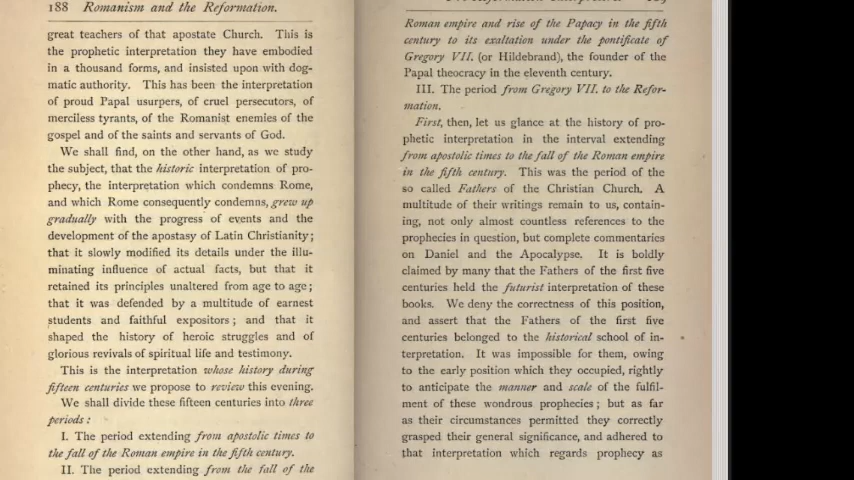 188 Romanism and the Reformation.
great teachers of that apostate Church. This is
the prophetic interpretation they have embodied
in a thousand forms, and insisted upon with dog-
matic authority. This has been the interpretation
of proud Papal usurpers, of cruel persecutors, of
merciless tyrants, of the Romanist enemies of the
gospel and of the saints and servants of God.
We shall find, on the other hand, as we study
the subject, that the historic interpretation of pro-
phecy, the interpretation which condemns Rome,
and which Rome consequently condemns, grew up
gradually with the progress of events and the
development of the apostasy of Latin Christianity;
that it slowly modified its details under the illu-
minating influence of actual facts, but that it
retained its principles unaltered from age to age;
that it was defended by a multitude of earnest
students and faithful expositors; and that it
shaped the history of heroic struggles and of
glorious revivals of spiritual life and testimony.
This is the interpretation whose history during
fifteen centuries we propose to review this evening.
We shall divide these fifteen centuries into three
periods:
I. The period extending from apostolic times to
the fall of the Roman empire in the fifth century.
II. The period extending from the fall of the
Roman empire and rise of the Papacy in the fifth
century to its exaltation under the pontificate of
Gregory VII. (or Hildebrand), the founder of the
Papal theocracy in the eleventh century.
III. The period from Gregory VII. to the Refor-
mation.
First, then, let us glance at the history of pro-
phetic interpretation in the interval extending
from apostolic times to the fall of the Roman empire
in the fifth century. This was the period of the
so called Fathers of the Christian Church. A
multitude of their writings remain to us, contain-
ing, not only almost countless references to the
prophecies in question, but complete commentaries
on Daniel and the Apocalypse. It is boldly
claimed by many that the Fathers of the first five
centuries held the futurist interpretation of these
books. We deny the correctness of this position,
and assert that the Fathers of the first five
centuries belonged to the historical school of in-
terpretation. It was impossible for them, owing
to the early position which they occupied, rightly
to anticipate the manner and scale of the fulfil-
ment of these wondrous prophecies; but as far
as their circumstances permitted they correctly
grasped their general significance, and adhered to
that interpretation which regards prophecy as